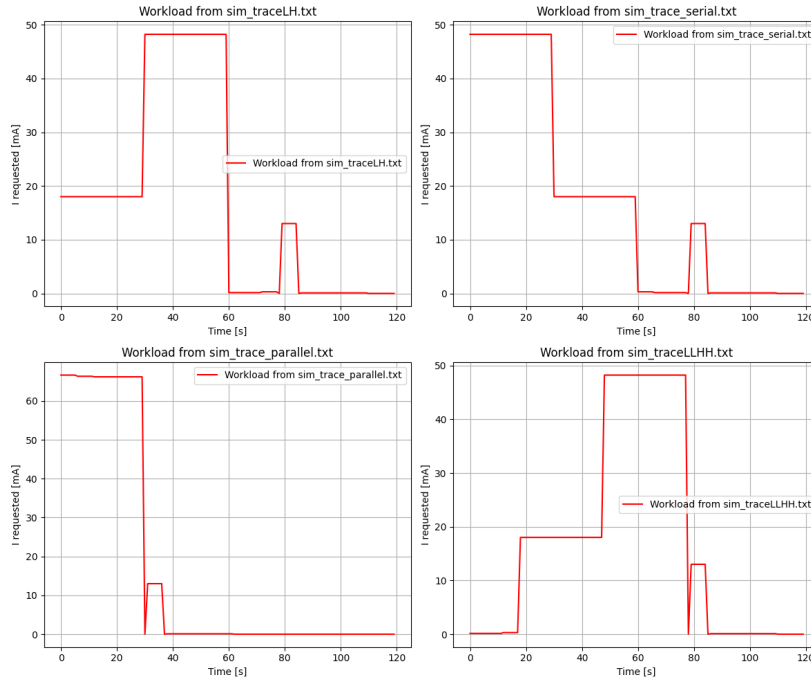 Workload from sim_traceLH.txt
50
40
30
20
10
0
I requested [mA]
Workload from sim_traceLH.txt
0 20 40 60 80 100 120
Time [s]
Workload from sim_trace_serial.txt
50
40
30
20
10
0
I requested [mA]
Workload from sim_trace_serial.txt
0 20 40 60 80 100 120
Time [s]
Workload from sim_trace_parallel.txt
60
50
40
30
20
10
0
I requested [mA]
Workload from sim_trace_parallel.txt
0 20 40 60 80 100 120
Time [s]
Workload from sim_traceLLHH.txt
50
40
30
20
10
0
I requested [mA]
Workload from sim_traceLLHH.txt
0 20 40 60 80 100 120
Time [s]